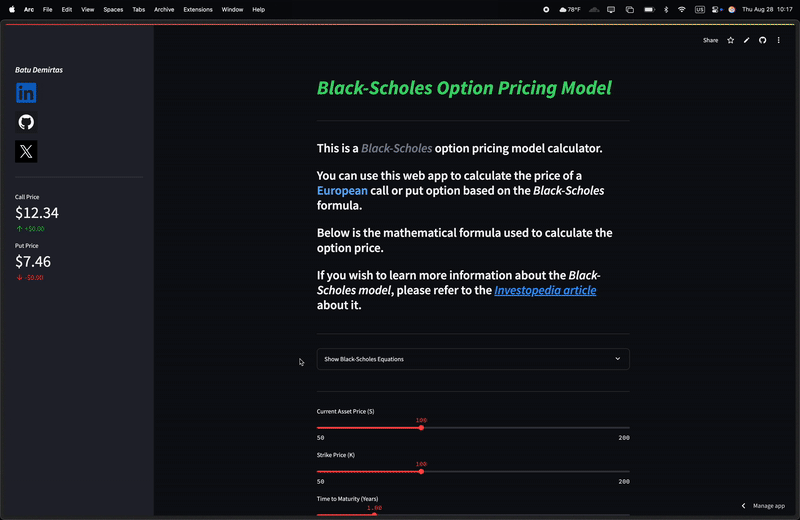 Arc File Edit View Spaces Tabs Archive Extensions Window Help 78°F US Thu Aug 28 10:17
Share
Batu Demirtas
Black-Scholes Option Pricing Model
This is a Black-Scholes option pricing model calculator.
You can use this web app to calculate the price of a
European call or put option based on the Black-Scholes
formula.
Below is the mathematical formula used to calculate the
option price.
If you wish to learn more information about the Black-
Scholes model, please refer to the Investopedia article
about it.
Call Price
$12.34
+$0.00
Put Price
$7.46
-$0.00
Show Black-Scholes Equations
Current Asset Price (S)
100
50 200
Strike Price (K)
100
50 200
Time to Maturity (Years)
1.00
Manage app